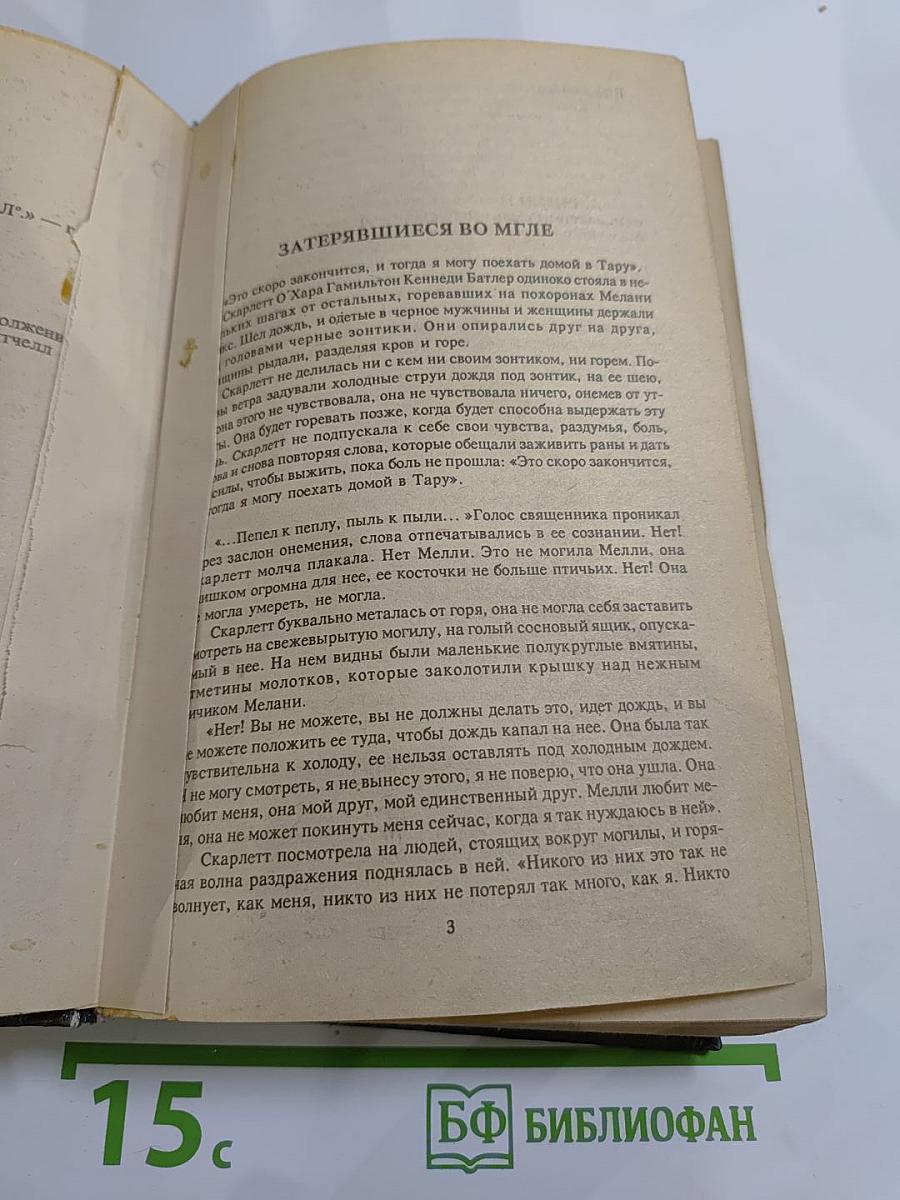 Л°.» —
олжени
тчелл
ЗАТЕРЯВШИЕСЯ ВО МГЛЕ
«Это скоро закончится, и тогда я могу поехать домой в Тару».
Скарлетт О΄Хара Гамильтон Кеннеди Батлер одиноко стояла в не-
льких шагах от остальных, горевавших на похоронах Мелани
кс. Шел дождь, и одетые в черное мужчины и женщины держали
головами черные зонтики. Они опирались друг на друга,
щины рыдали, разделяя кров и горе.
Скарлетт не делилась ни с кем ни своим зонтиком, ни горем. По-
ы ветра задували холодные струи дождя под зонтик, на ее шею,
она этого не чувствовала, она не чувствовала ничего, онемев от ут-
ы. Она будет горевать позже, когда будет способна выдержать эту
ь. Скарлетт не подпускала к себе свои чувства, раздумья, боль,
ва и снова повторяя слова, которые обещали заживить раны и дать
силы, чтобы выжить, пока боль не прошла: «Это скоро закончится,
тогда я могу поехать домой в Тару».
«...Пепел к пеплу, пыль к пыли... »Голос священника проникал
рез заслон онемения, слова отпечатывались в ее сознании. Нет!
карлетт молча плакала. Нет Мелли. Это не могила Мелли, она
ишком огромна для нее, ее косточки не больше птичьих. Нет! Она
могла умереть, не могла.
Скарлетт буквально металась от горя, она не могла себя заставить
мотреть на свежевырытую могилу, на голый сосновый ящик, опуска-
мый в нее. На нем видны были маленькие полукруглые вмятины,
тметины молотков, которые заколотили крышку над нежным
ичиком Мелани.
«Нет! Вы не можете, вы не должны делать это, идет дождь, и вы
е можете положить ее туда, чтобы дождь капал на нее. Она была так
увствительна к холоду, ее нельзя оставлять под холодным дождем.
Я не могу смотреть, я не вынесу этого, я не поверю, что она ушла. Она
любит меня, она мой друг, мой единственный друг. Мелли любит ме-
ня, она не может покинуть меня сейчас, когда я так нуждаюсь в ней».
Скарлетт посмотрела на людей, стоящих вокруг могилы, и горя-
чая волна раздражения поднялась в ней. «Никого из них это так не
волнует, как меня, никто из них не потерял так много, как я. Никто
3
15 с
БФ БИБЛИОФАН